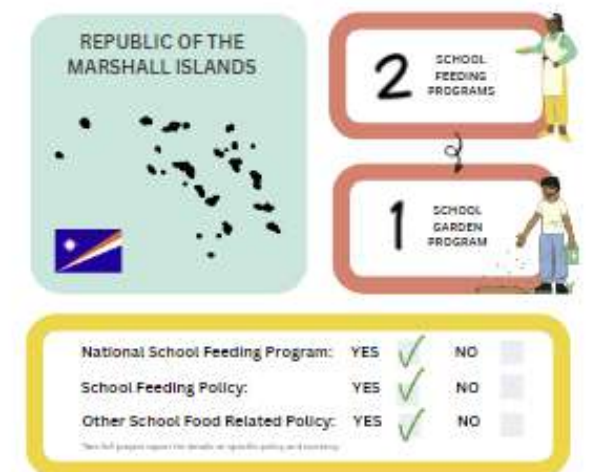 REPUBLIC OF THE
MARSHALL ISLANDS
2
SCHOOL
FEEDING
PROGRAMS
1
SCHOOL
GARDEN
PROGRAM
National School Feeding Program: YES NO
School Feeding Policy: YES NO
Other School Food Related Policy: YES NO